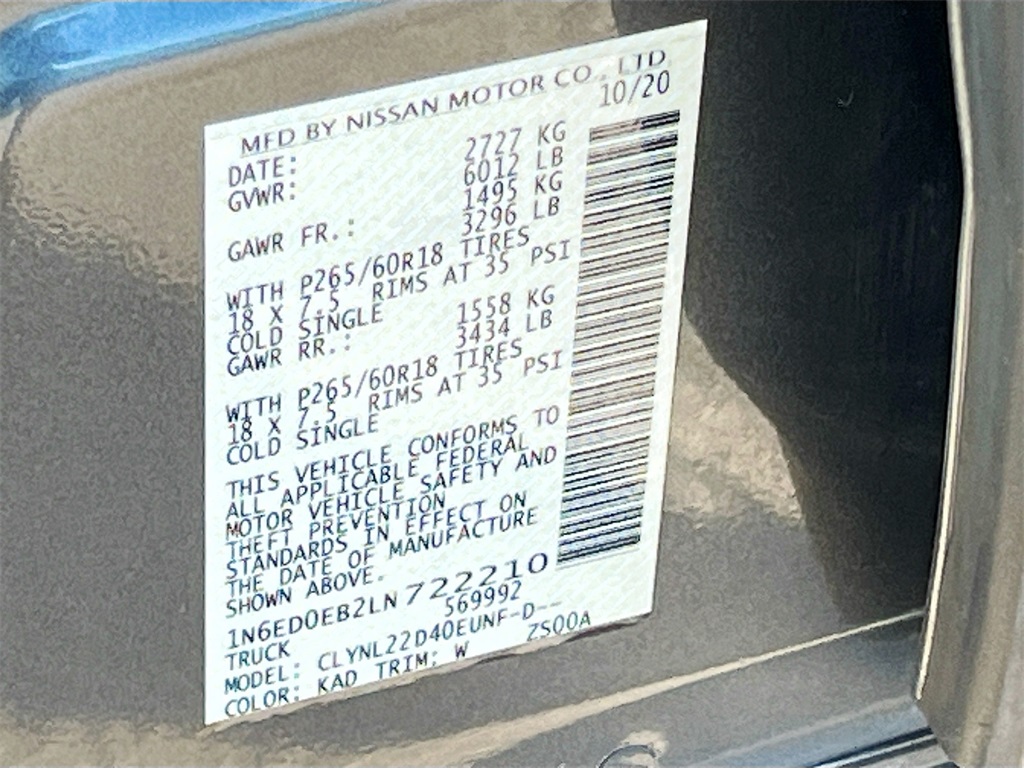 MFD BY NISSAN MOTOR CO., LTD
DATE: 10/20
GVWR: 2727 KG
6012 LB
GAWR FR.: 1495 KG
3296 LB
WITH P265/60R18 TIRES
18 X 7.5 RIMS AT 35 PSI
COLD SINGLE
GAWR RR.: 1558 KG
3434 LB
WITH P265/60R18 TIRES
18 X 7.5 RIMS AT 35 PSI
COLD SINGLE
THIS VEHICLE CONFORMS TO
ALL APPLICABLE FEDERAL
MOTOR VEHICLE SAFETY AND
THEFT PREVENTION
STANDARDS IN EFFECT ON
THE DATE OF MANUFACTURE
SHOWN ABOVE.
1N6ED0EB2LN 722210
TRUCK 569992
MODEL: CLYNL22D40EUNF-D--
COLOR: KAD TRIM: W ZS00A